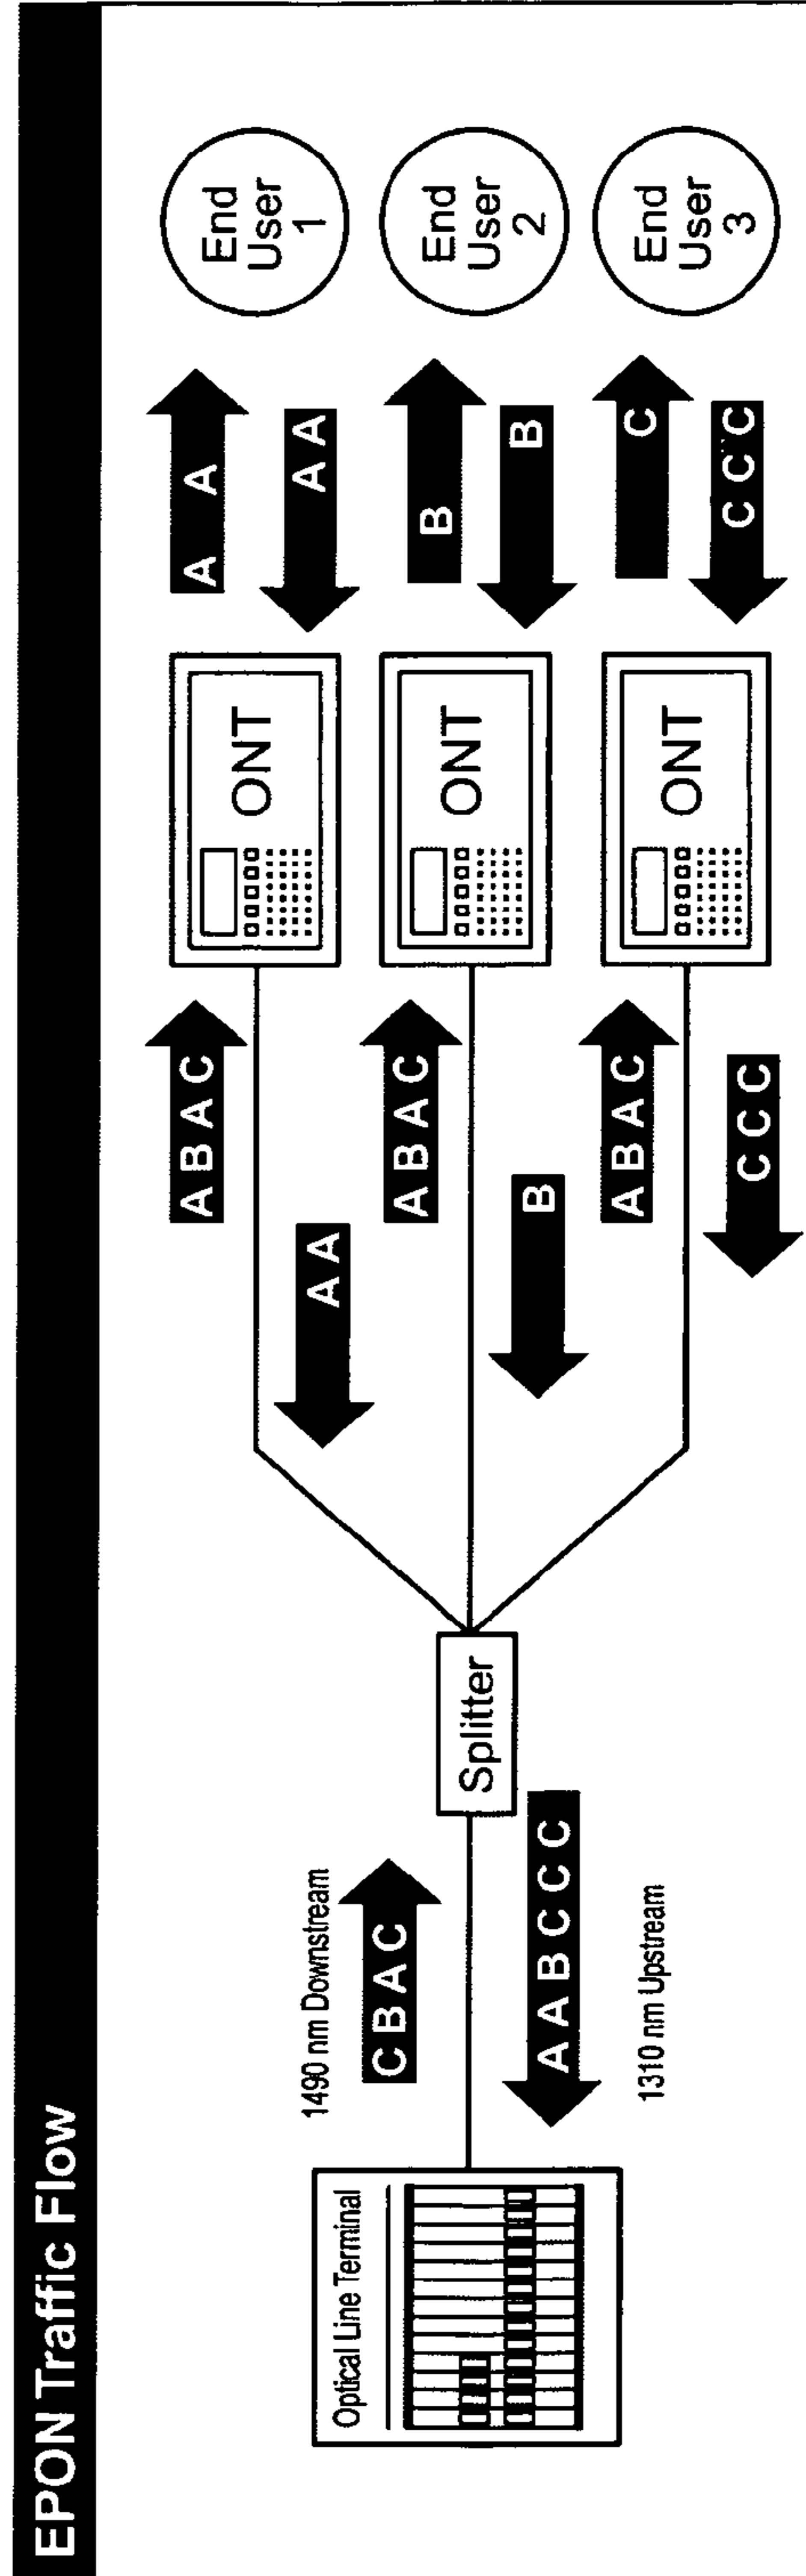 EPON Traffic Flow
Optical Line Terminal
1490 nm Downstream
C B A C
A A B C C C
1310 nm Upstream
Splitter
A B A C
A A
A B A C
B
A B A C
C C C
ONT
ONT
ONT
A A
A A
B
B
C
C C C
End
User
1
End
User
2
End
User
3